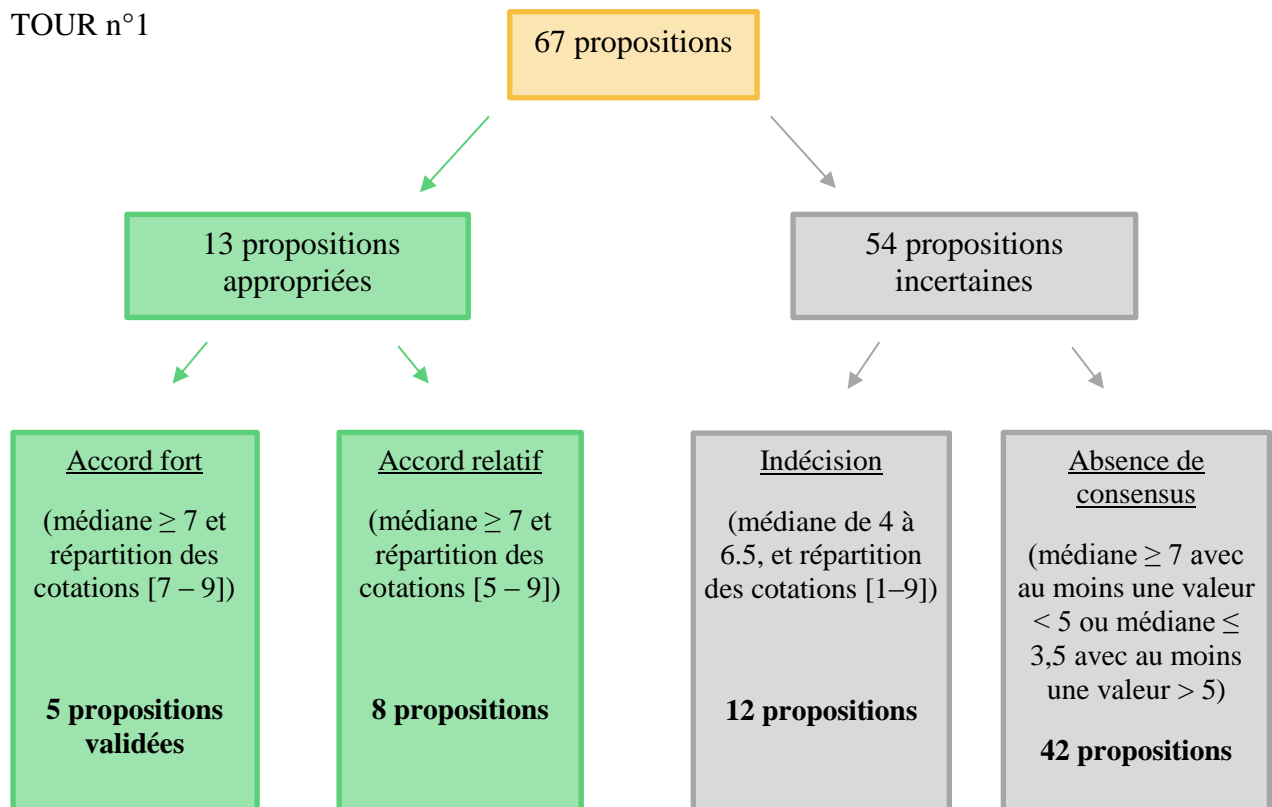 TOUR n°1
67 propositions
13 propositions
appropriées
54 propositions
incertaines
Accord fort
(médiane ≥ 7 et
répartition des
cotations [7 – 9])
5 propositions
validées
Accord relatif
(médiane ≥ 7 et
répartition des
cotations [5 – 9])
8 propositions
Indécision
(médiane de 4 à
6.5, et répartition
des cotations [1–9])
12 propositions
Absence de
consensus
(médiane ≥ 7 avec
au moins une valeur
< 5 ou médiane ≤
3,5 avec au moins
une valeur > 5)
42 propositions